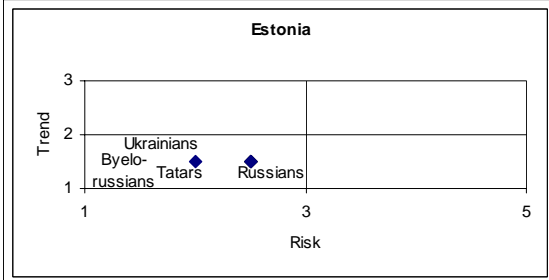 Estonia
3
2
1
Trend
Ukrainians
Byelo-
russians
Tatars
Russians
1
3
5
Risk